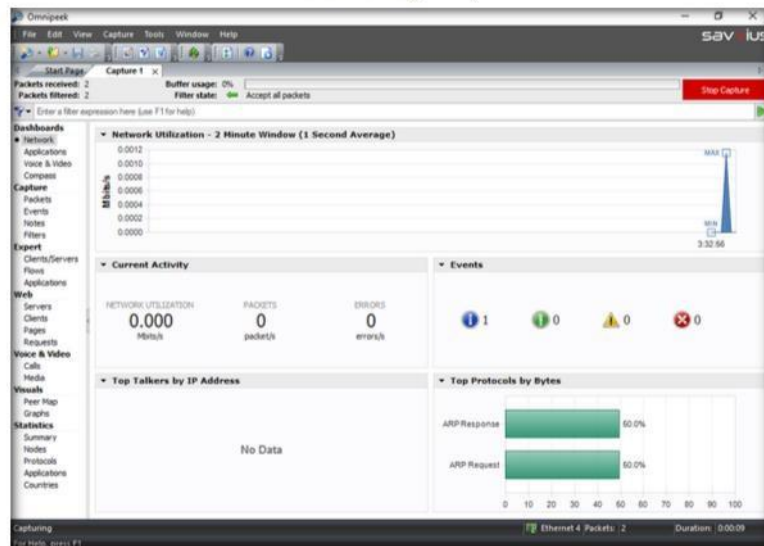 Omnipeek
File Edit View Capture Tools Window Help
savvius
Start Page Capture 1
Packets received: 2 Buffer usage: 0%
Packets filtered: 2 Filter state: Accept all packets
Stop Capture
Enter a filter expression here (use F1 for help)
Dashboards
Network
Applications
Voice & Video
Compass
Capture
Packets
Events
Notes
Filters
Expert
Clients/Servers
Flows
Applications
Web
Servers
Clients
Pages
Requests
Voice & Video
Calls
Media
Visuals
Peer Map
Graphs
Statistics
Summary
Nodes
Protocols
Applications
Countries
Network Utilization - 2 Minute Window (1 Second Average)
Mbits/s
0.0012
0.0010
0.0008
0.0006
0.0004
0.0002
0.0000
MAX
MIN
3:32:56
Current Activity
NETWORK UTILIZATION PACKETS ERRORS
0.000 0 0
Mbits/s packet/s errors/s
Events
1 0 0 0
Top Talkers by IP Address
No Data
Top Protocols by Bytes
ARP Response 50.0%
ARP Request 50.0%
0 10 20 30 40 50 60 70 80 90 100
Capturing Ethernet 4 Packets: 2 Duration: 0:00:09
For Help, press F1